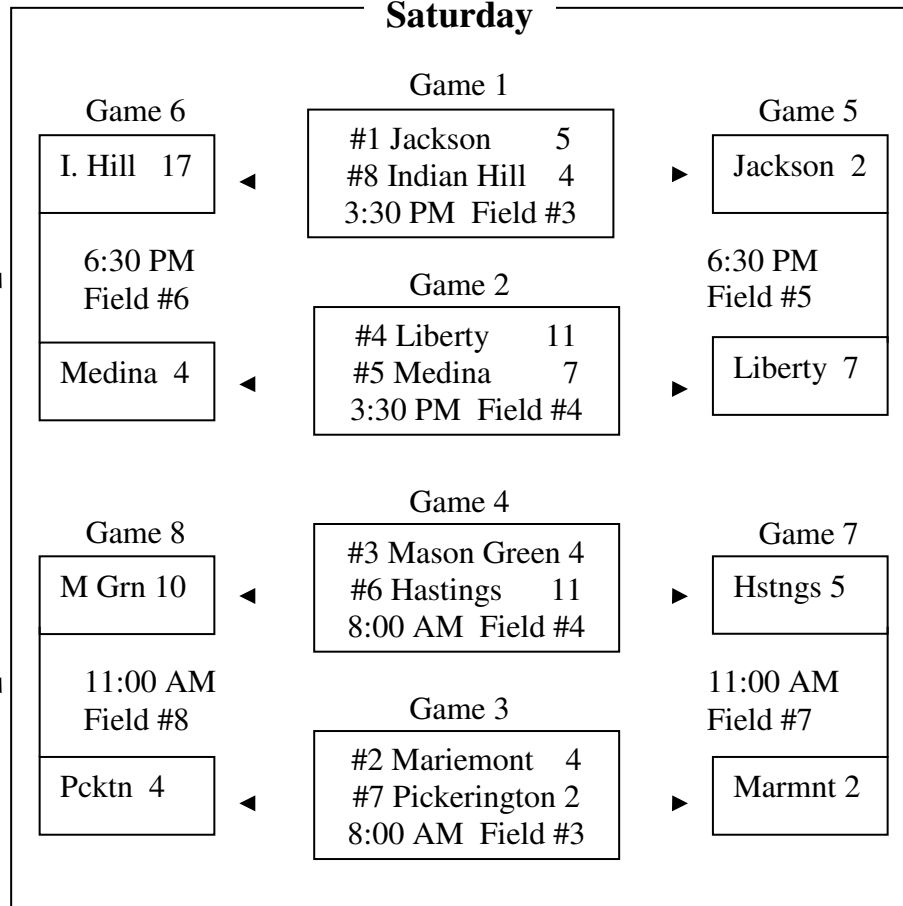 Saturday
Game 1
Game 6
Game 5
#1 Jackson 5
#8 Indian Hill 4
3:30 PM Field #3
I. Hill 17
Jackson 2
6:30 PM
Field #6
6:30 PM
Field #5
Game 2
#4 Liberty 11
#5 Medina 7
3:30 PM Field #4
Medina 4
Liberty 7
Game 4
Game 8
Game 7
#3 Mason Green 4
#6 Hastings 11
8:00 AM Field #4
M Grn 10
Hstngs 5
11:00 AM
Field #8
11:00 AM
Field #7
Game 3
#2 Mariemont 4
#7 Pickerington 2
8:00 AM Field #3
Pcktn 4
Marmnt 2